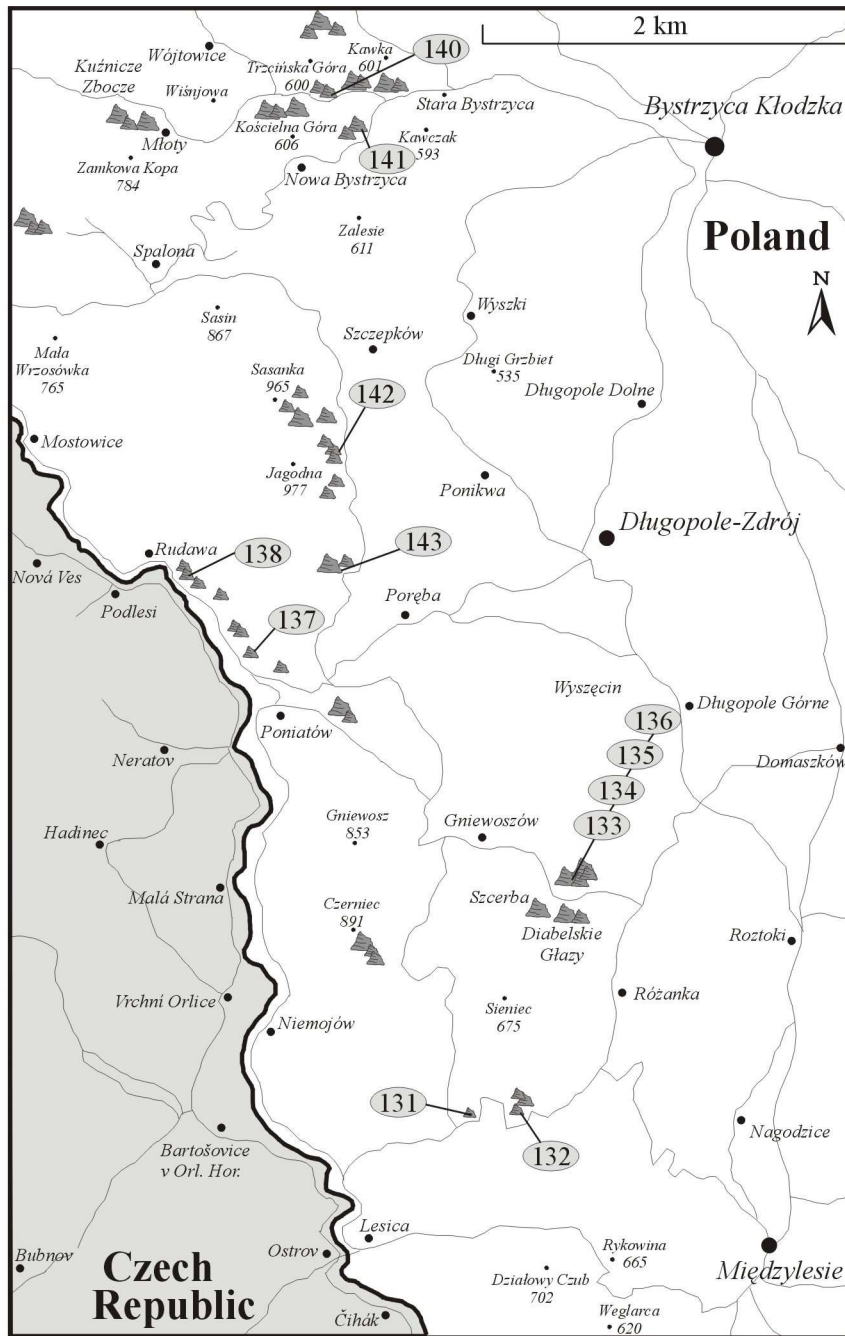 2 km
Wójtowice
Kawka
601
140
Trzcińska Góra
600
Kuźnicze
Zbocze
Wiśnjowa
Stara Bystrzyca
Bystrzyca Kłodzka
Kościelna Góra
606
Kawczak
593
Młoty
141
Zamkowa Kopa
784
Nowa Bystrzyca
Zalesie
611
Poland
Spalona
N
Sasin
867
Wyszki
Mała
Wrzosówka
765
Szczepków
Długi Grzbiet
535
Sasanka
965
142
Długopole Dolne
Mostowice
Jagodna
977
Ponikwa
Długopole-Zdrój
Rudawa
138
143
Nová Ves
Podlesi
Poręba
137
Wyszęcin
Długopole Górne
136
Poniatów
Neratov
135
Domaszków
134
Gniewosz
853
133
Gniewoszów
Hadinec
Malá Strana
Czerniec
891
Szczerba
Diabelskie
Głazy
Roztoki
Vrchní Orlice
Sieniec
675
Różanka
Niemojów
131
132
Nagodzice
Bartošovice
v Orl. Hor.
Lesica
Bubnov
Ostrov
Rykowina
665
Międzylesie
Czech
Republic
Działowy Czub
702
Čihák
Weglarca
620